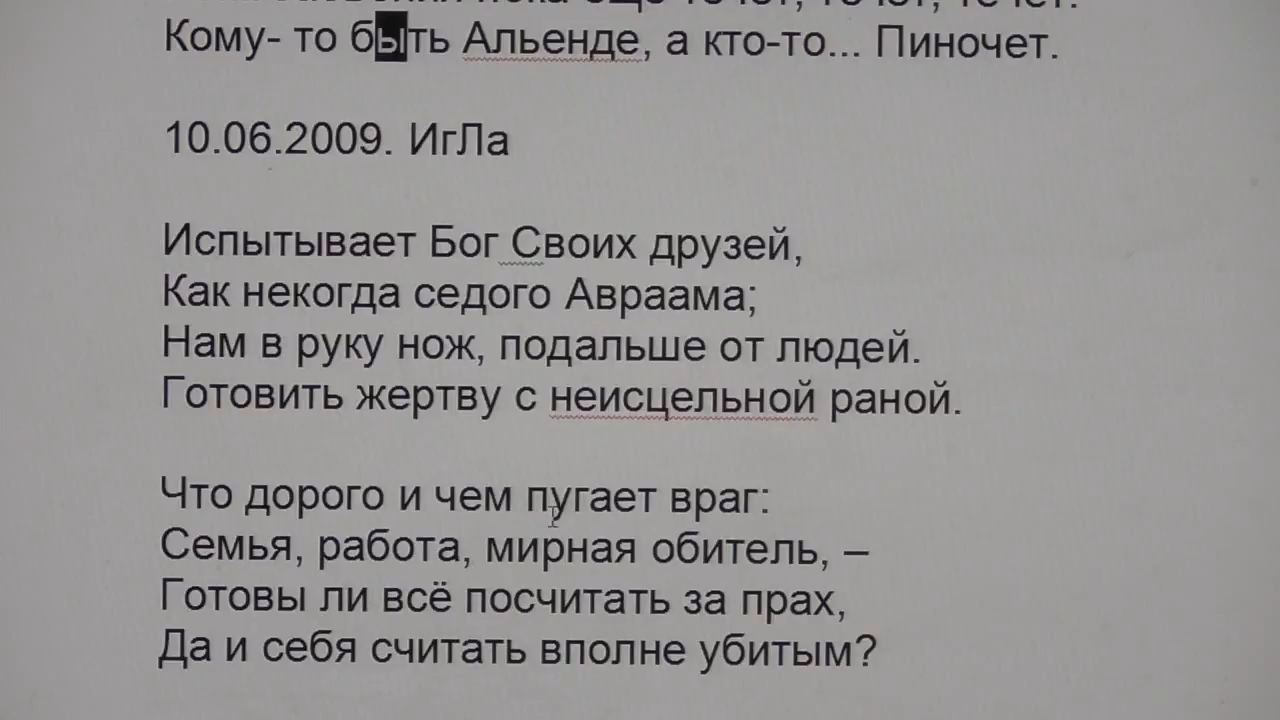 Кому- то быть Альенде, а кто-то... Пиночет.
10.06.2009. ИгЛа
Испытывает Бог Своих друзей,
Как некогда седого Авраама;
Нам в руку нож, подальше от людей.
Готовить жертву с неисцельной раной.
Что дорого и чем пугает враг:
Семья, работа, мирная обитель, –
Готовы ли всё посчитать за прах,
Да и себя считать вполне убитым?